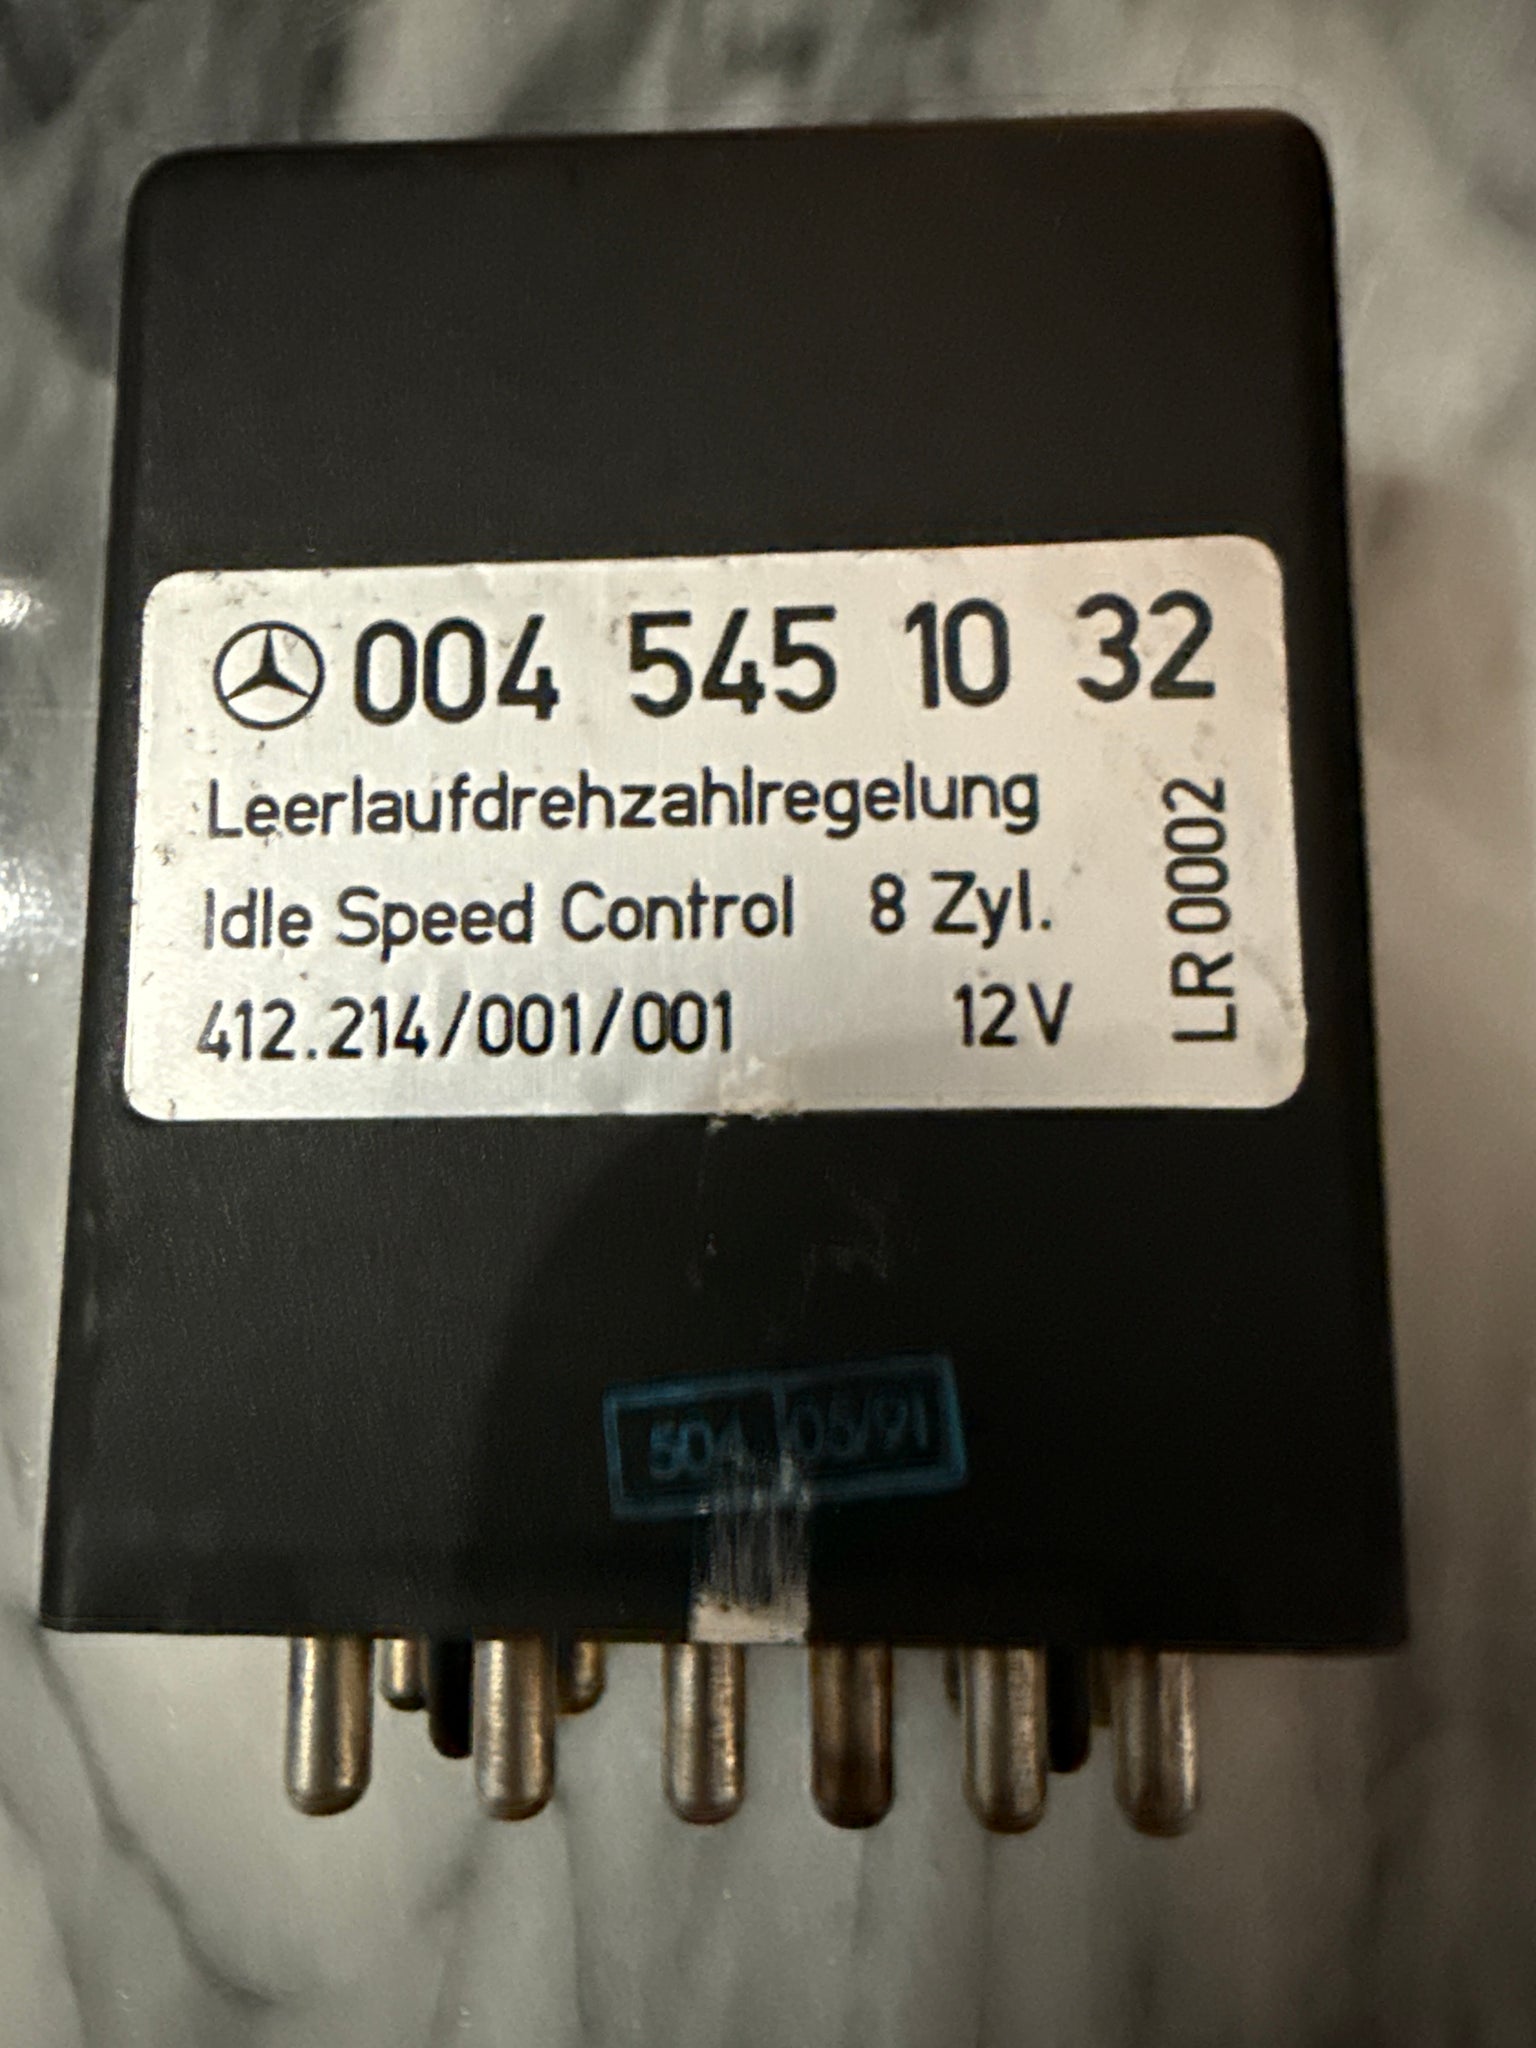 004 545 10 32
Leerlaufdrehzahlregelung
Idle Speed Control 8 Zyl.
412.214/001/001 12V
LR 0002
504 05/91